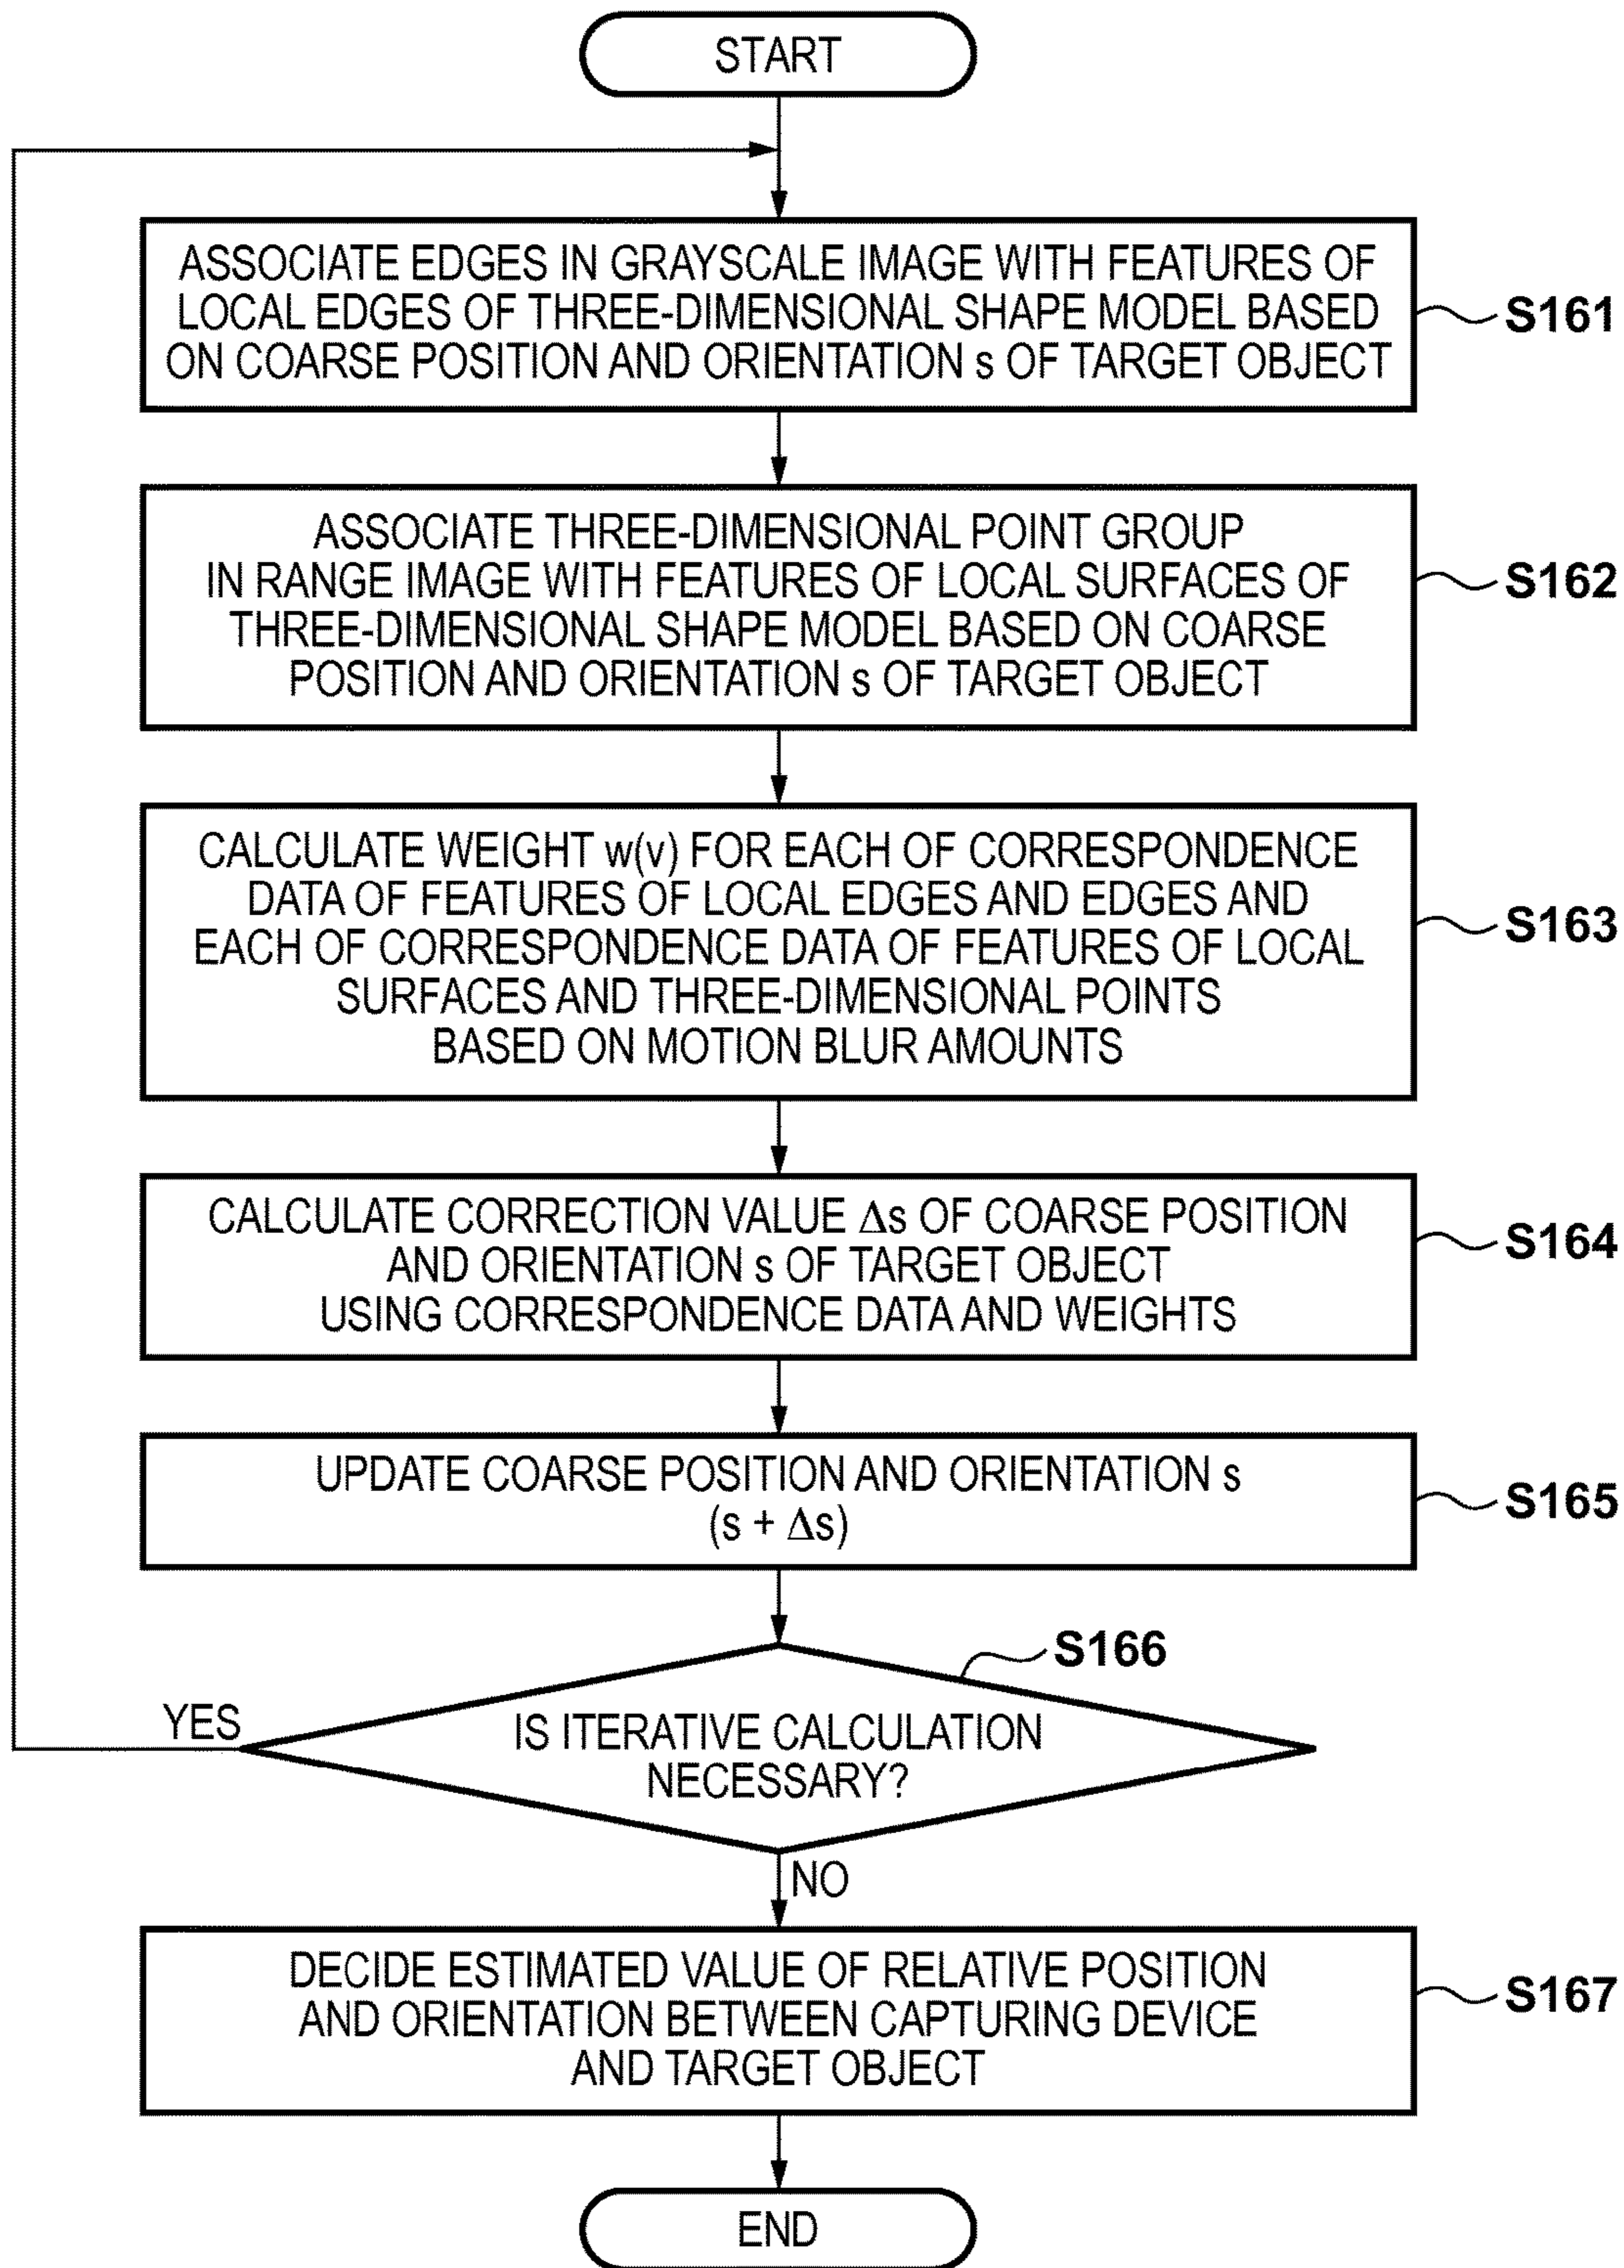 START
ASSOCIATE EDGES IN GRAYSCALE IMAGE WITH FEATURES OF
LOCAL EDGES OF THREE-DIMENSIONAL SHAPE MODEL BASED
ON COARSE POSITION AND ORIENTATION s OF TARGET OBJECT
S161
ASSOCIATE THREE-DIMENSIONAL POINT GROUP
IN RANGE IMAGE WITH FEATURES OF LOCAL SURFACES OF
THREE-DIMENSIONAL SHAPE MODEL BASED ON COARSE
POSITION AND ORIENTATION s OF TARGET OBJECT
S162
CALCULATE WEIGHT w(v) FOR EACH OF CORRESPONDENCE
DATA OF FEATURES OF LOCAL EDGES AND EDGES AND
EACH OF CORRESPONDENCE DATA OF FEATURES OF LOCAL
SURFACES AND THREE-DIMENSIONAL POINTS
BASED ON MOTION BLUR AMOUNTS
S163
CALCULATE CORRECTION VALUE Δs OF COARSE POSITION
AND ORIENTATION s OF TARGET OBJECT
USING CORRESPONDENCE DATA AND WEIGHTS
S164
UPDATE COARSE POSITION AND ORIENTATION s
(s + Δs)
S165
S166
YES
IS ITERATIVE CALCULATION
NECESSARY?
NO
DECIDE ESTIMATED VALUE OF RELATIVE POSITION
AND ORIENTATION BETWEEN CAPTURING DEVICE
AND TARGET OBJECT
S167
END